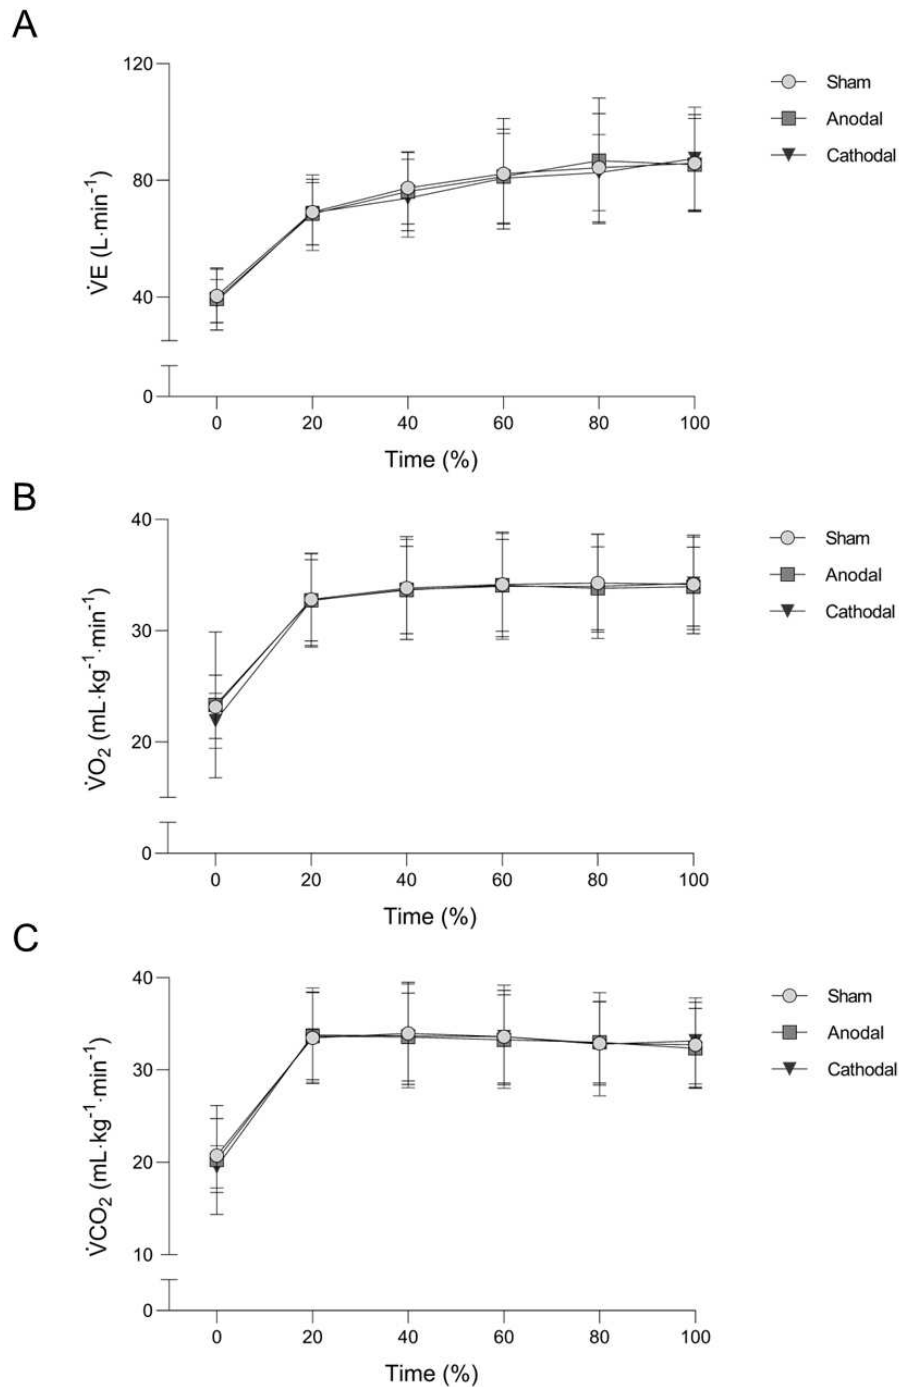 A
120
80
40
0
V̇E (L·min⁻¹)
0 20 40 60 80 100
Time (%)
Sham
Anodal
Cathodal
B
40
30
20
0
V̇O₂ (mL·kg⁻¹·min⁻¹)
0 20 40 60 80 100
Time (%)
Sham
Anodal
Cathodal
C
40
30
20
10
0
V̇CO₂ (mL·kg⁻¹·min⁻¹)
0 20 40 60 80 100
Time (%)
Sham
Anodal
Cathodal